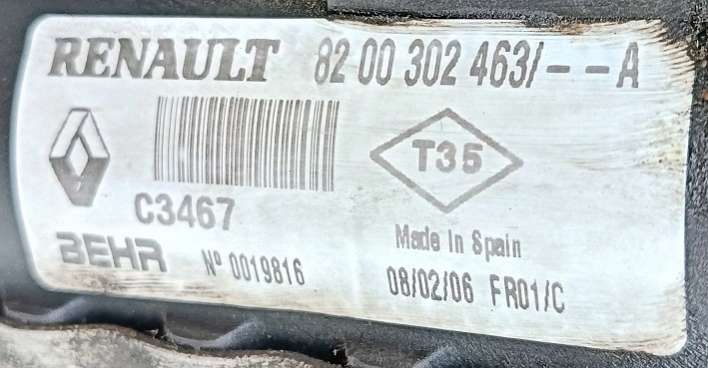 RENAULT 82 00 302 463/--A
T35
C3467
BEHR Nº 0019816
Made In Spain
08/02/06 FR01/C